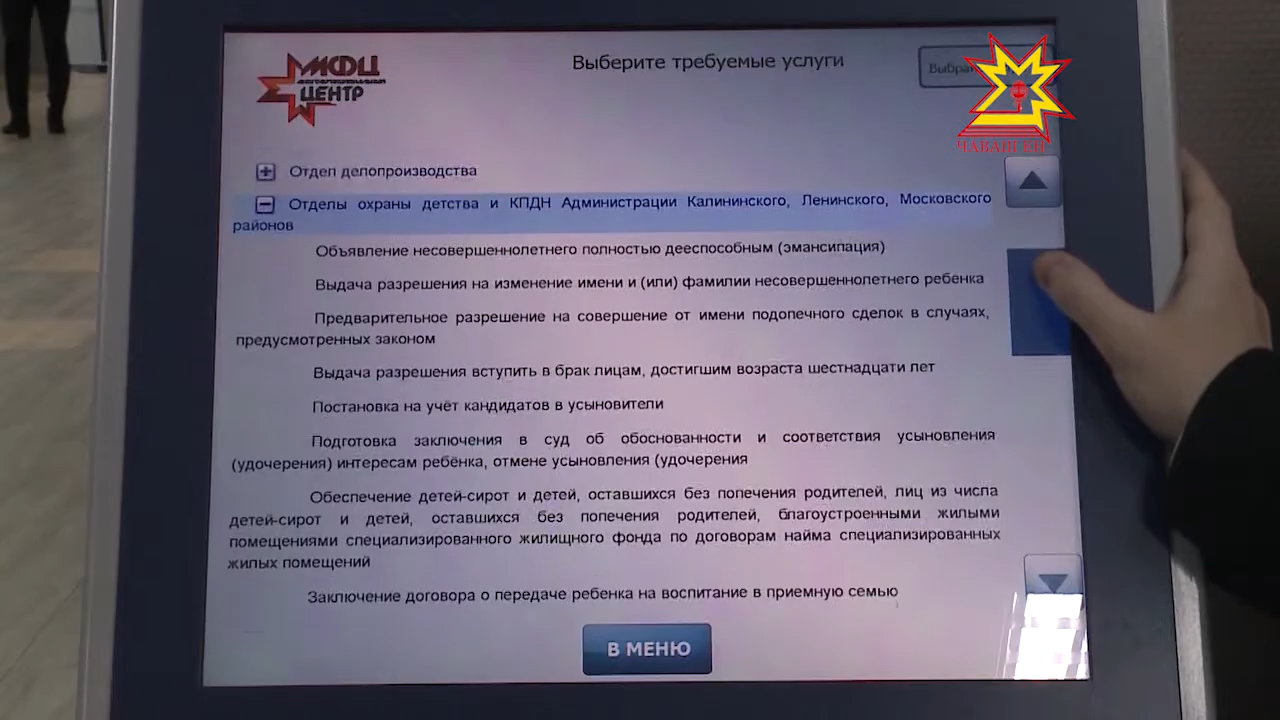 МФЦ
ЦЕНТР
Выберите требуемые услуги
ЧĂВАШ ЕН
Отдел делопроизводства
Отделы охраны детства и КПДН Администрации Калининского, Ленинского, Московского
районов
Объявление несовершеннолетнего полностью дееспособным (эмансипация)
Выдача разрешения на изменение имени и (или) фамилии несовершеннолетнего ребенка
Предварительное разрешение на совершение от имени подопечного сделок в случаях,
предусмотренных законом
Выдача разрешения вступить в брак лицам, достигшим возраста шестнадцати лет
Постановка на учёт кандидатов в усыновители
Подготовка заключения в суд об обоснованности и соответствия усыновления
(удочерения) интересам ребёнка, отмене усыновления (удочерения
Обеспечение детей-сирот и детей, оставшихся без попечения родителей, лиц из числа
детей-сирот и детей, оставшихся без попечения родителей, благоустроенными жилыми
помещениями специализированного жилищного фонда по договорам найма специализированных
жилых помещений
Заключение договора о передаче ребенка на воспитание в приемную семью
В МЕНЮ